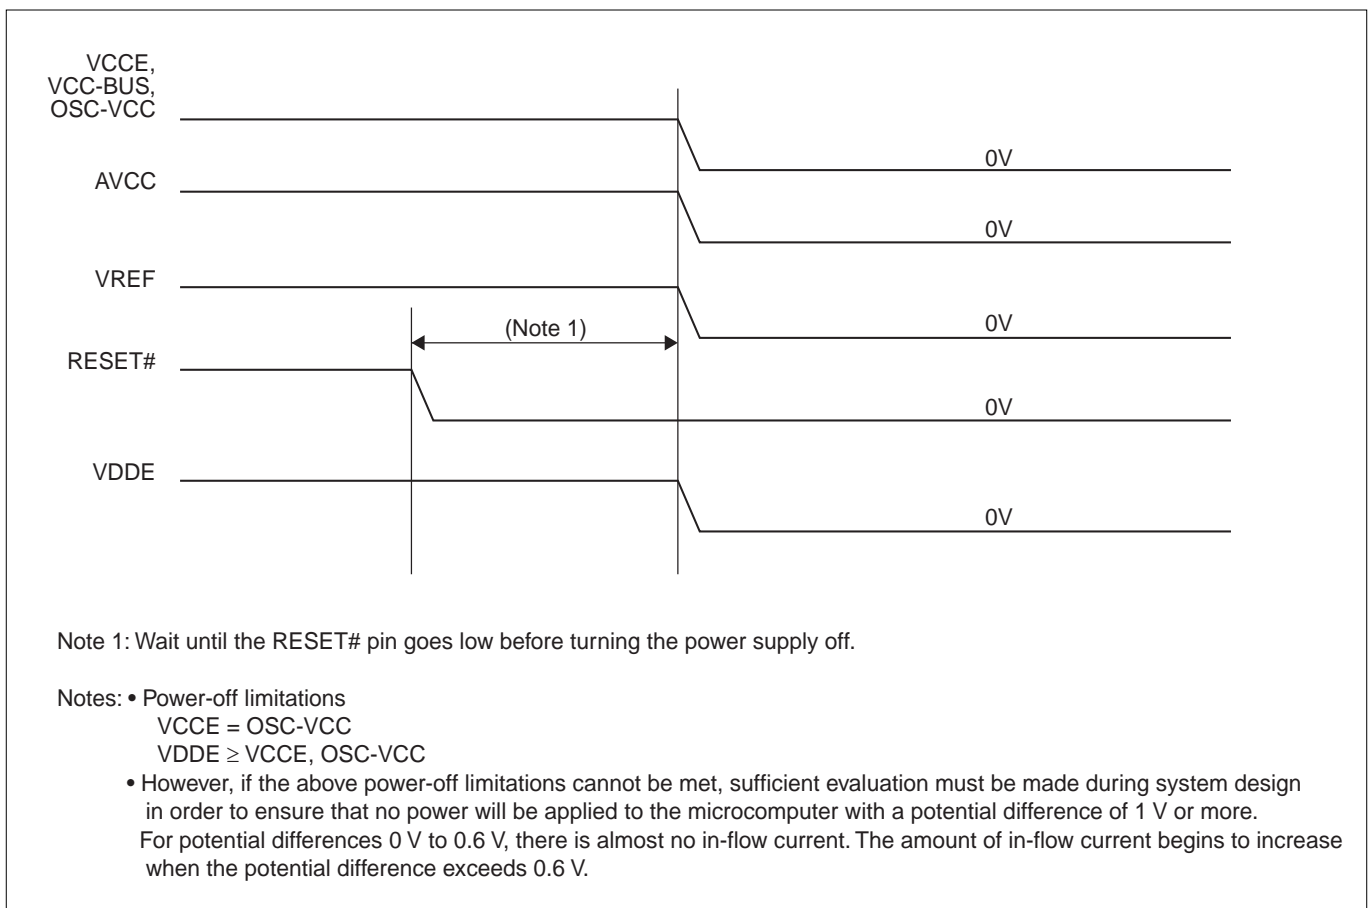 VCCE,
VCC-BUS,
OSC-VCC
0V
AVCC
0V
VREF
0V
(Note 1)
RESET#
0V
VDDE
0V
Note 1: Wait until the RESET# pin goes low before turning the power supply off.
Notes: • Power-off limitations
VCCE = OSC-VCC
VDDE ≥ VCCE, OSC-VCC
• However, if the above power-off limitations cannot be met, sufficient evaluation must be made during system design
in order to ensure that no power will be applied to the microcomputer with a potential difference of 1 V or more.
For potential differences 0 V to 0.6 V, there is almost no in-flow current. The amount of in-flow current begins to increase
when the potential difference exceeds 0.6 V.